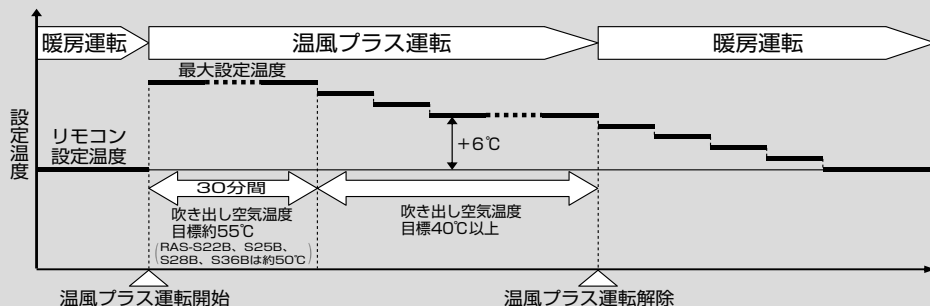 暖房運転
温風プラス運転
暖房運転
最大設定温度
設定温度
リモコン
設定温度
+6℃
30分間
吹き出し空気温度
目標約55℃
(RAS-S22B、S25B、
S28B、S36Bは約50℃)
吹き出し空気温度
目標40℃以上
温風プラス運転開始
温風プラス運転解除